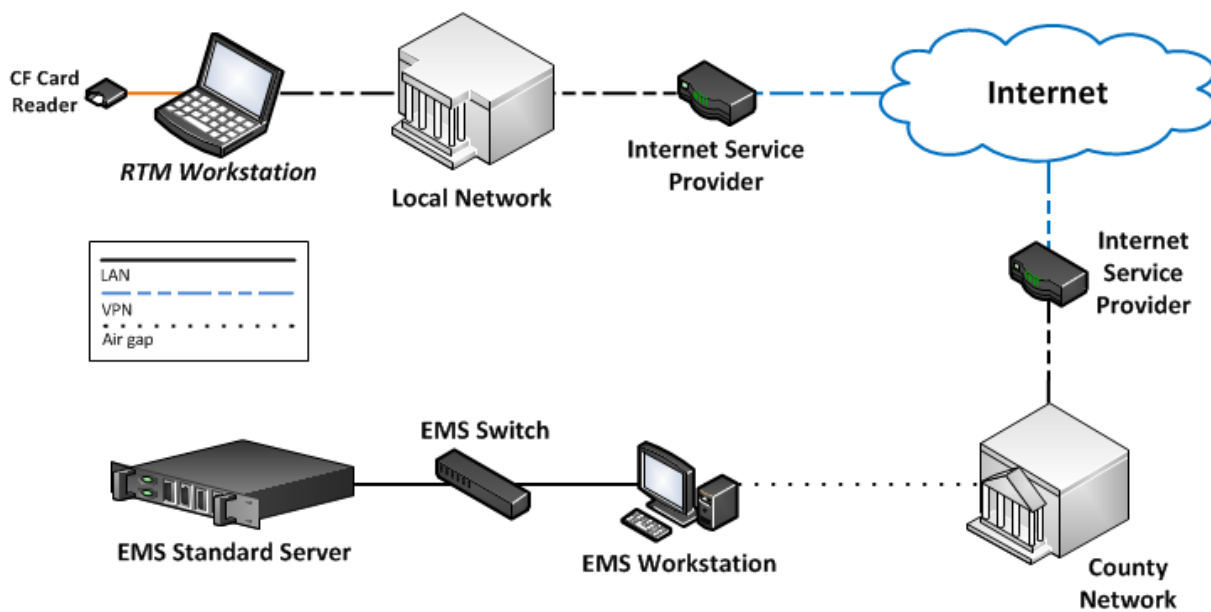 CF Card
Reader
RTM Workstation
Local Network
Internet Service
Provider
Internet
Internet
Service
Provider
LAN
VPN
Air gap
EMS Switch
EMS Standard Server
EMS Workstation
County
Network